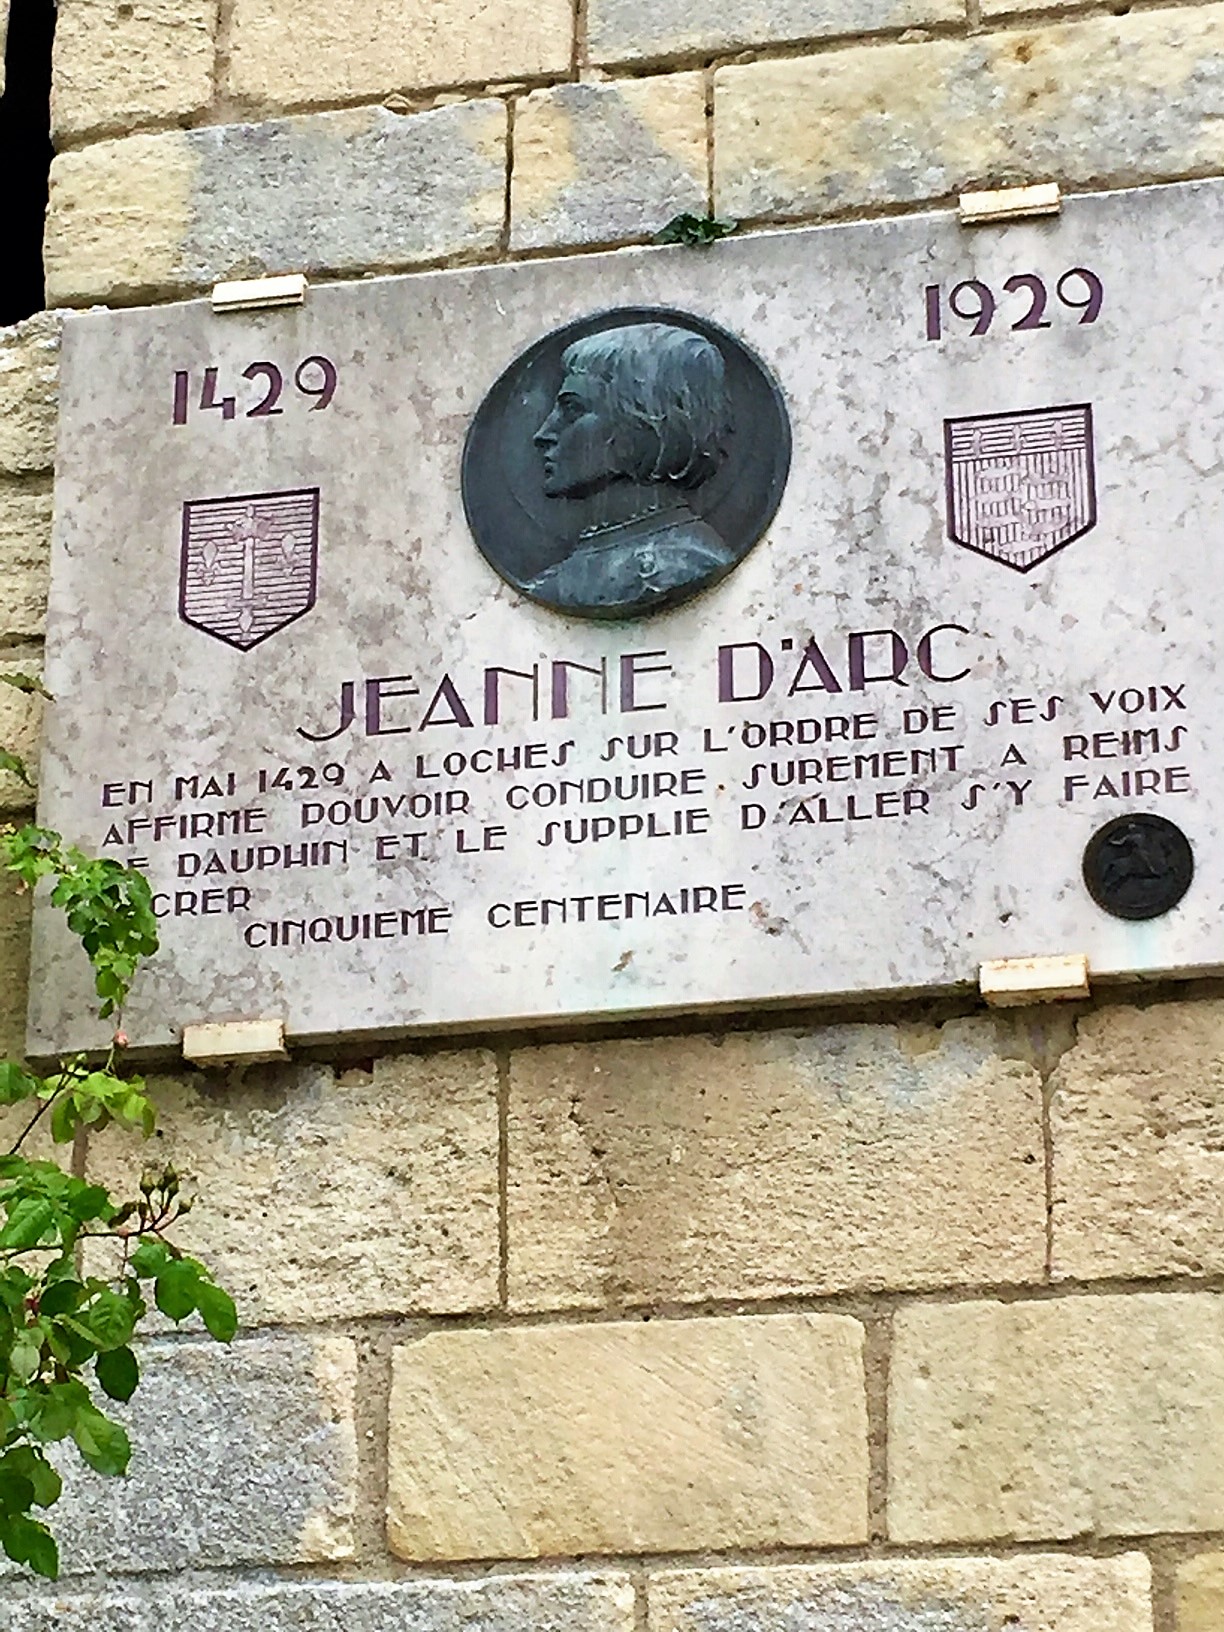 1429
1929
JEANNE D'ARC
EN MAI 1429 A LOCHES SUR L'ORDRE DE SES VOIX
AFFIRME POUVOIR CONDUIRE SUREMENT A REIMS
DAUPHIN ET LE SUPPLIE D'ALLER S'Y FAIRE
CRER
CINQUIEME CENTENAIRE